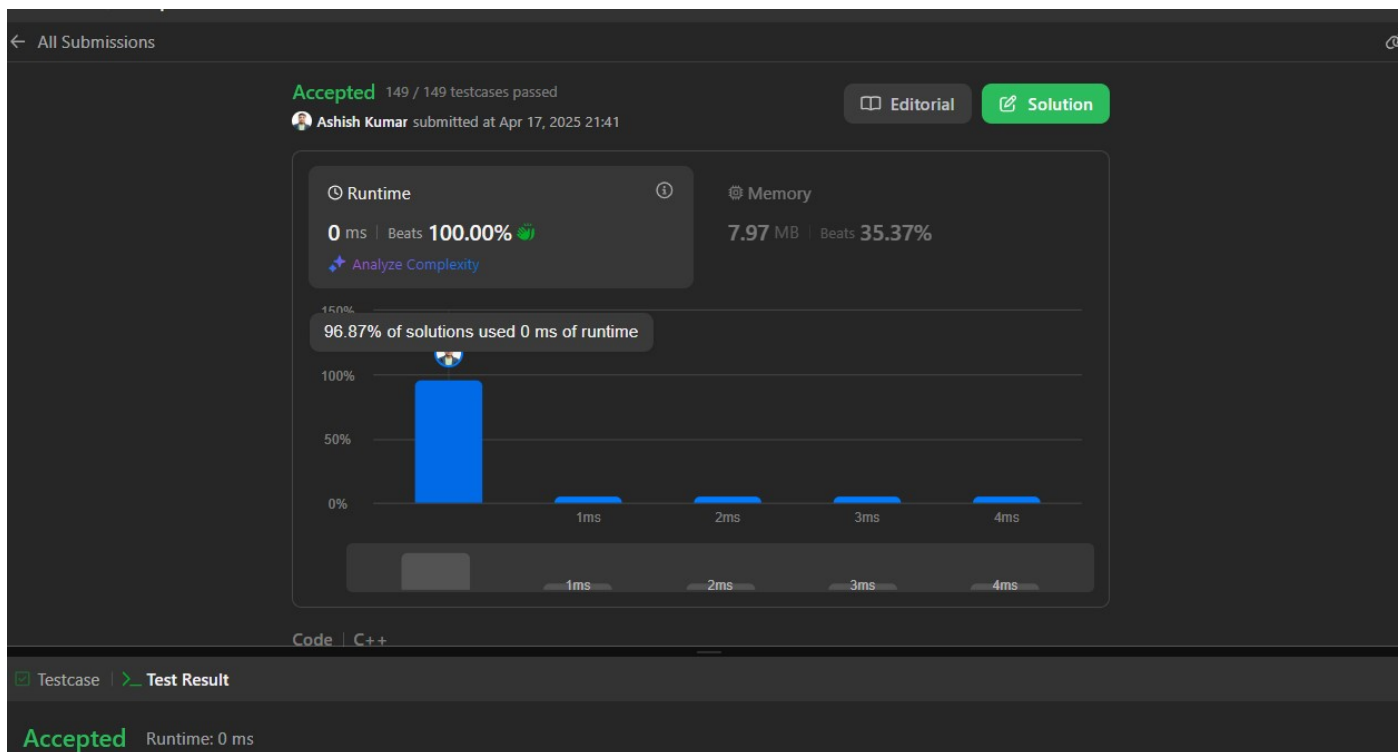 All Submissions
Accepted 149 / 149 testcases passed
Editorial
Solution
Ashish Kumar submitted at Apr 17, 2025 21:41
Runtime
0 ms | Beats 100.00%
Analyze Complexity
Memory
7.97 MB | Beats 35.37%
150%
96.87% of solutions used 0 ms of runtime
100%
50%
0%
1ms 2ms 3ms 4ms
1ms 2ms 3ms 4ms
Code | C++
Testcase | >_ Test Result
Accepted Runtime: 0 ms